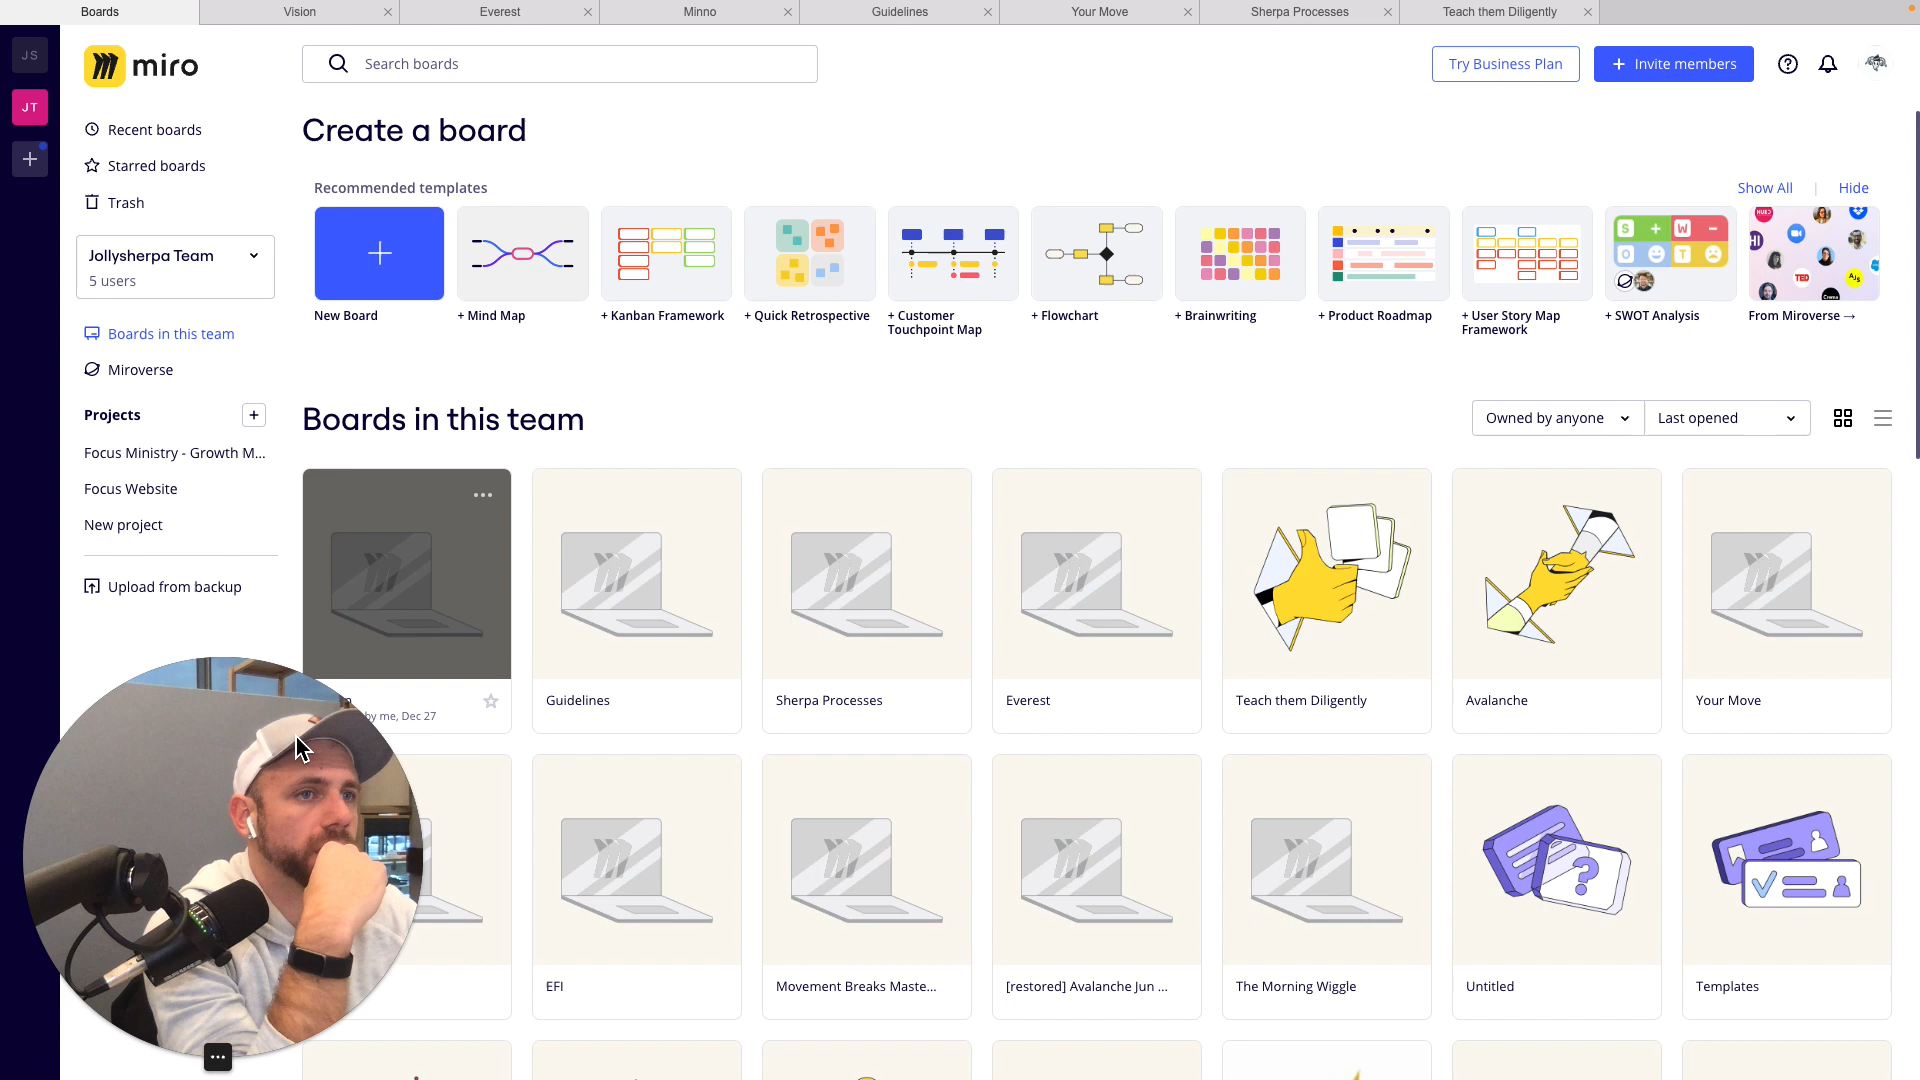 Boards
Vision
Everest
Minno
Guidelines
Your Move
Sherpa Processes
Teach them Diligently
JS
JT
miro
Search boards
Try Business Plan
Invite members
Recent boards
Starred boards
Trash
Jollysherpa Team
5 users
Boards in this team
Miroverse
Projects
Focus Ministry - Growth M...
Focus Website
New project
Upload from backup
Create a board
Recommended templates
Show All
Hide
New Board
+ Mind Map
+ Kanban Framework
+ Quick Retrospective
+ Customer
Touchpoint Map
+ Flowchart
+ Brainwriting
+ Product Roadmap
+ User Story Map
Framework
S
W
O
T
+ SWOT Analysis
TED
From Miroverse →
Boards in this team
Owned by anyone
Last opened
by me, Dec 27
Guidelines
Sherpa Processes
Everest
Teach them Diligently
Avalanche
Your Move
EFI
Movement Breaks Maste...
[restored] Avalanche Jun ...
The Morning Wiggle
Untitled
Templates